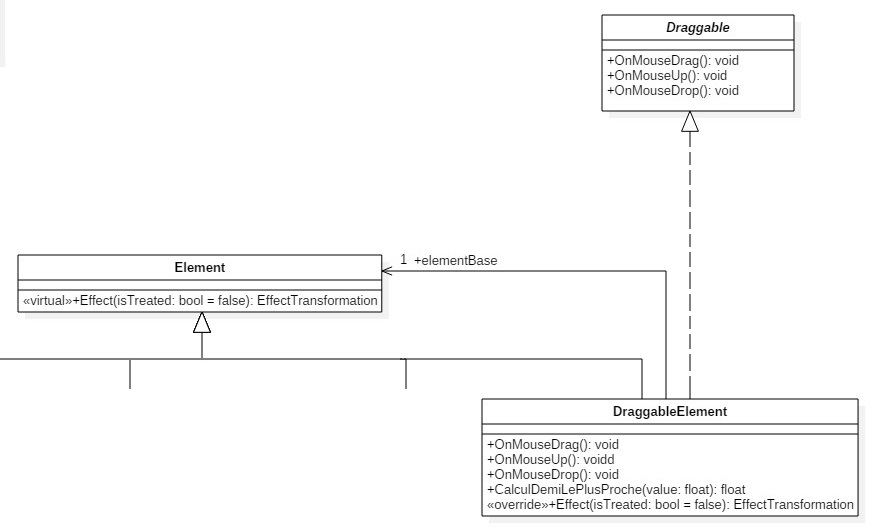 Draggable
+OnMouseDrag(): void
+OnMouseUp(): void
+OnMouseDrop(): void
1 +elementBase
Element
«virtual»+Effect(isTreated: bool = false): EffectTransformation
DraggableElement
+OnMouseDrag(): void
+OnMouseUp(): voidd
+OnMouseDrop(): void
+CalculDemiLePlusProche(value: float): float
«override»+Effect(isTreated: bool = false): EffectTransformation